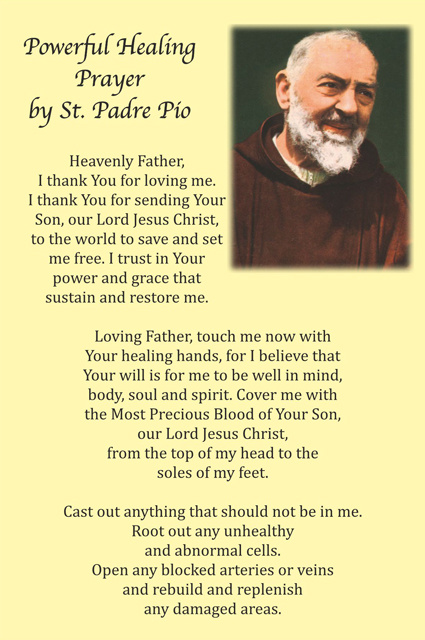 Powerful Healing
Prayer
by St. Padre Pio
Heavenly Father,
I thank You for loving me.
I thank You for sending Your
Son, our Lord Jesus Christ,
to the world to save and set
me free. I trust in Your
power and grace that
sustain and restore me.
Loving Father, touch me now with
Your healing hands, for I believe that
Your will is for me to be well in mind,
body, soul and spirit. Cover me with
the Most Precious Blood of Your Son,
our Lord Jesus Christ,
from the top of my head to the
soles of my feet.
Cast out anything that should not be in me.
Root out any unhealthy
and abnormal cells.
Open any blocked arteries or veins
and rebuild and replenish
any damaged areas.